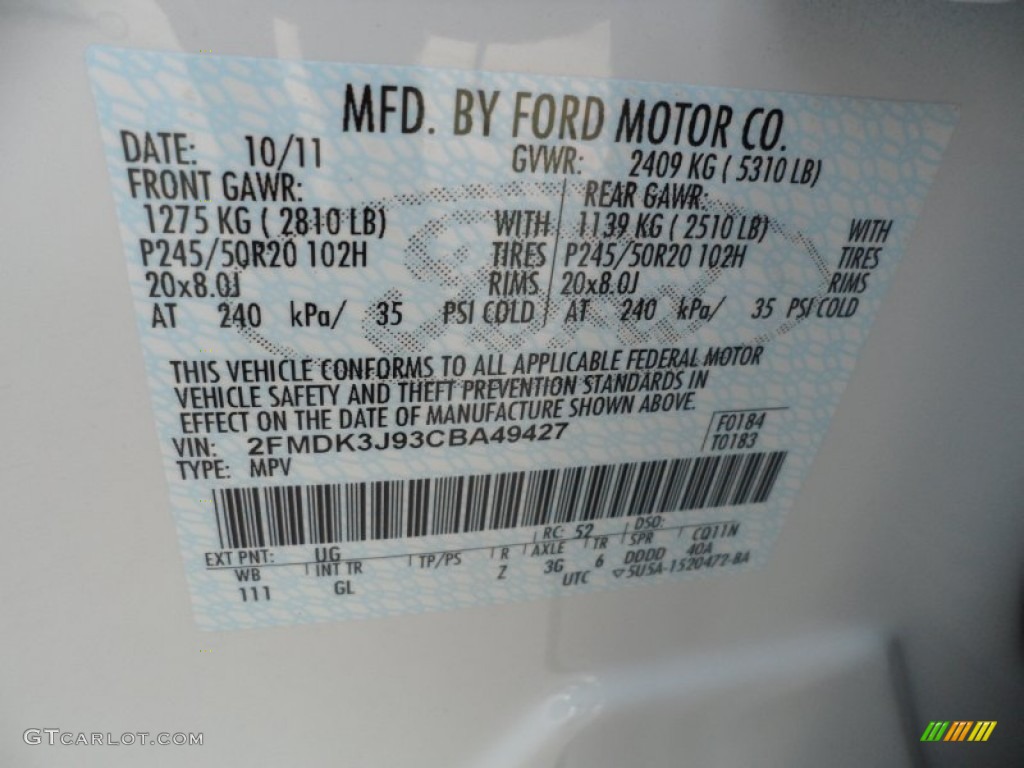 MFD. BY FORD MOTOR CO.
DATE: 10/11 GVWR: 2409 KG ( 5310 LB)
FRONT GAWR: REAR GAWR:
1275 KG ( 2810 LB) WITH 1139 KG ( 2510 LB) WITH
P245/50R20 102H TIRES P245/50R20 102H TIRES
20x8.0J RIMS 20x8.0J RIMS
AT 240 kPa/ 35 PSI COLD AT 240 kPa/ 35 PSI COLD
THIS VEHICLE CONFORMS TO ALL APPLICABLE FEDERAL MOTOR
VEHICLE SAFETY AND THEFT PREVENTION STANDARDS IN
EFFECT ON THE DATE OF MANUFACTURE SHOWN ABOVE.
VIN: 2FMDK3J93CBA49427 F0184
TYPE: MPV T0183
EXT PNT: UG RC: 52 DSO: CQ11N
WB INT TR TP/PS R AXLE TR SPR 40A
111 GL Z 3G 6 DDDD
UTC 5U5A-1520472-BA
GTCARLOT.COM